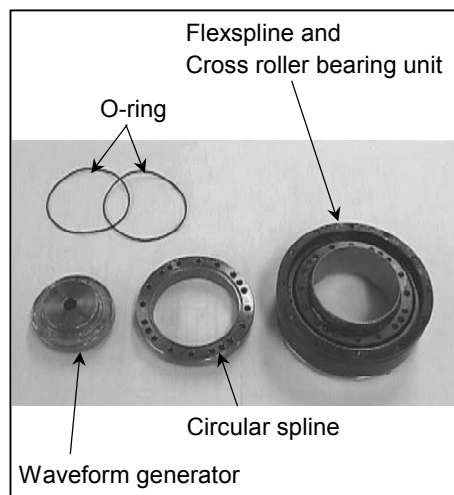 Flexspline and
Cross roller bearing unit
O-ring
Circular spline
Waveform generator